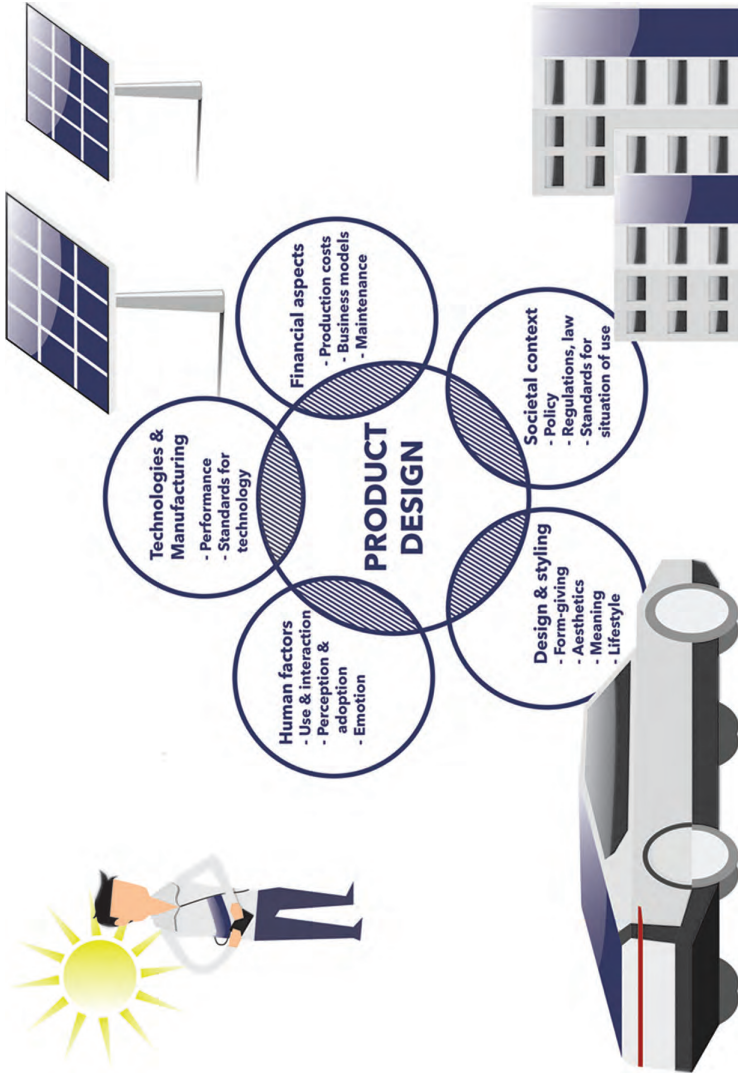 Technologies &
Manufacturing
- Performance
- Standards for
technology
Human factors
- Use & interaction
- Perception &
adoption
- Emotion
Financial aspects
- Production costs
- Business models
- Maintenance
PRODUCT
DESIGN
Design & styling
- Form-giving
- Aesthetics
- Meaning
- Lifestyle
Societal context
- Policy
- Regulations, law
- Standards for
situation of use